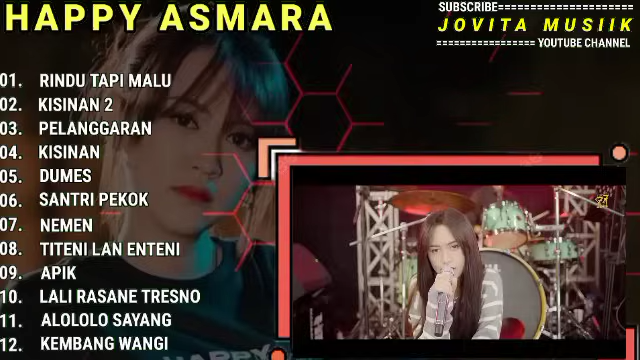 HAPPY ASMARA
SUBSCRIBE======================
JOVITA MUSIIK
================ YOUTUBE CHANNEL
01. RINDU TAPI MALU
02. KISINAN 2
03. PELANGGARAN
04. KISINAN
05. DUMES
06. SANTRI PEKOK
07. NEMEN
08. TITENI LAN ENTENI
09. APIK
10. LALI RASANE TRESNO
11. ALOLOLO SAYANG
12. KEMBANG WANGI
HAPPY